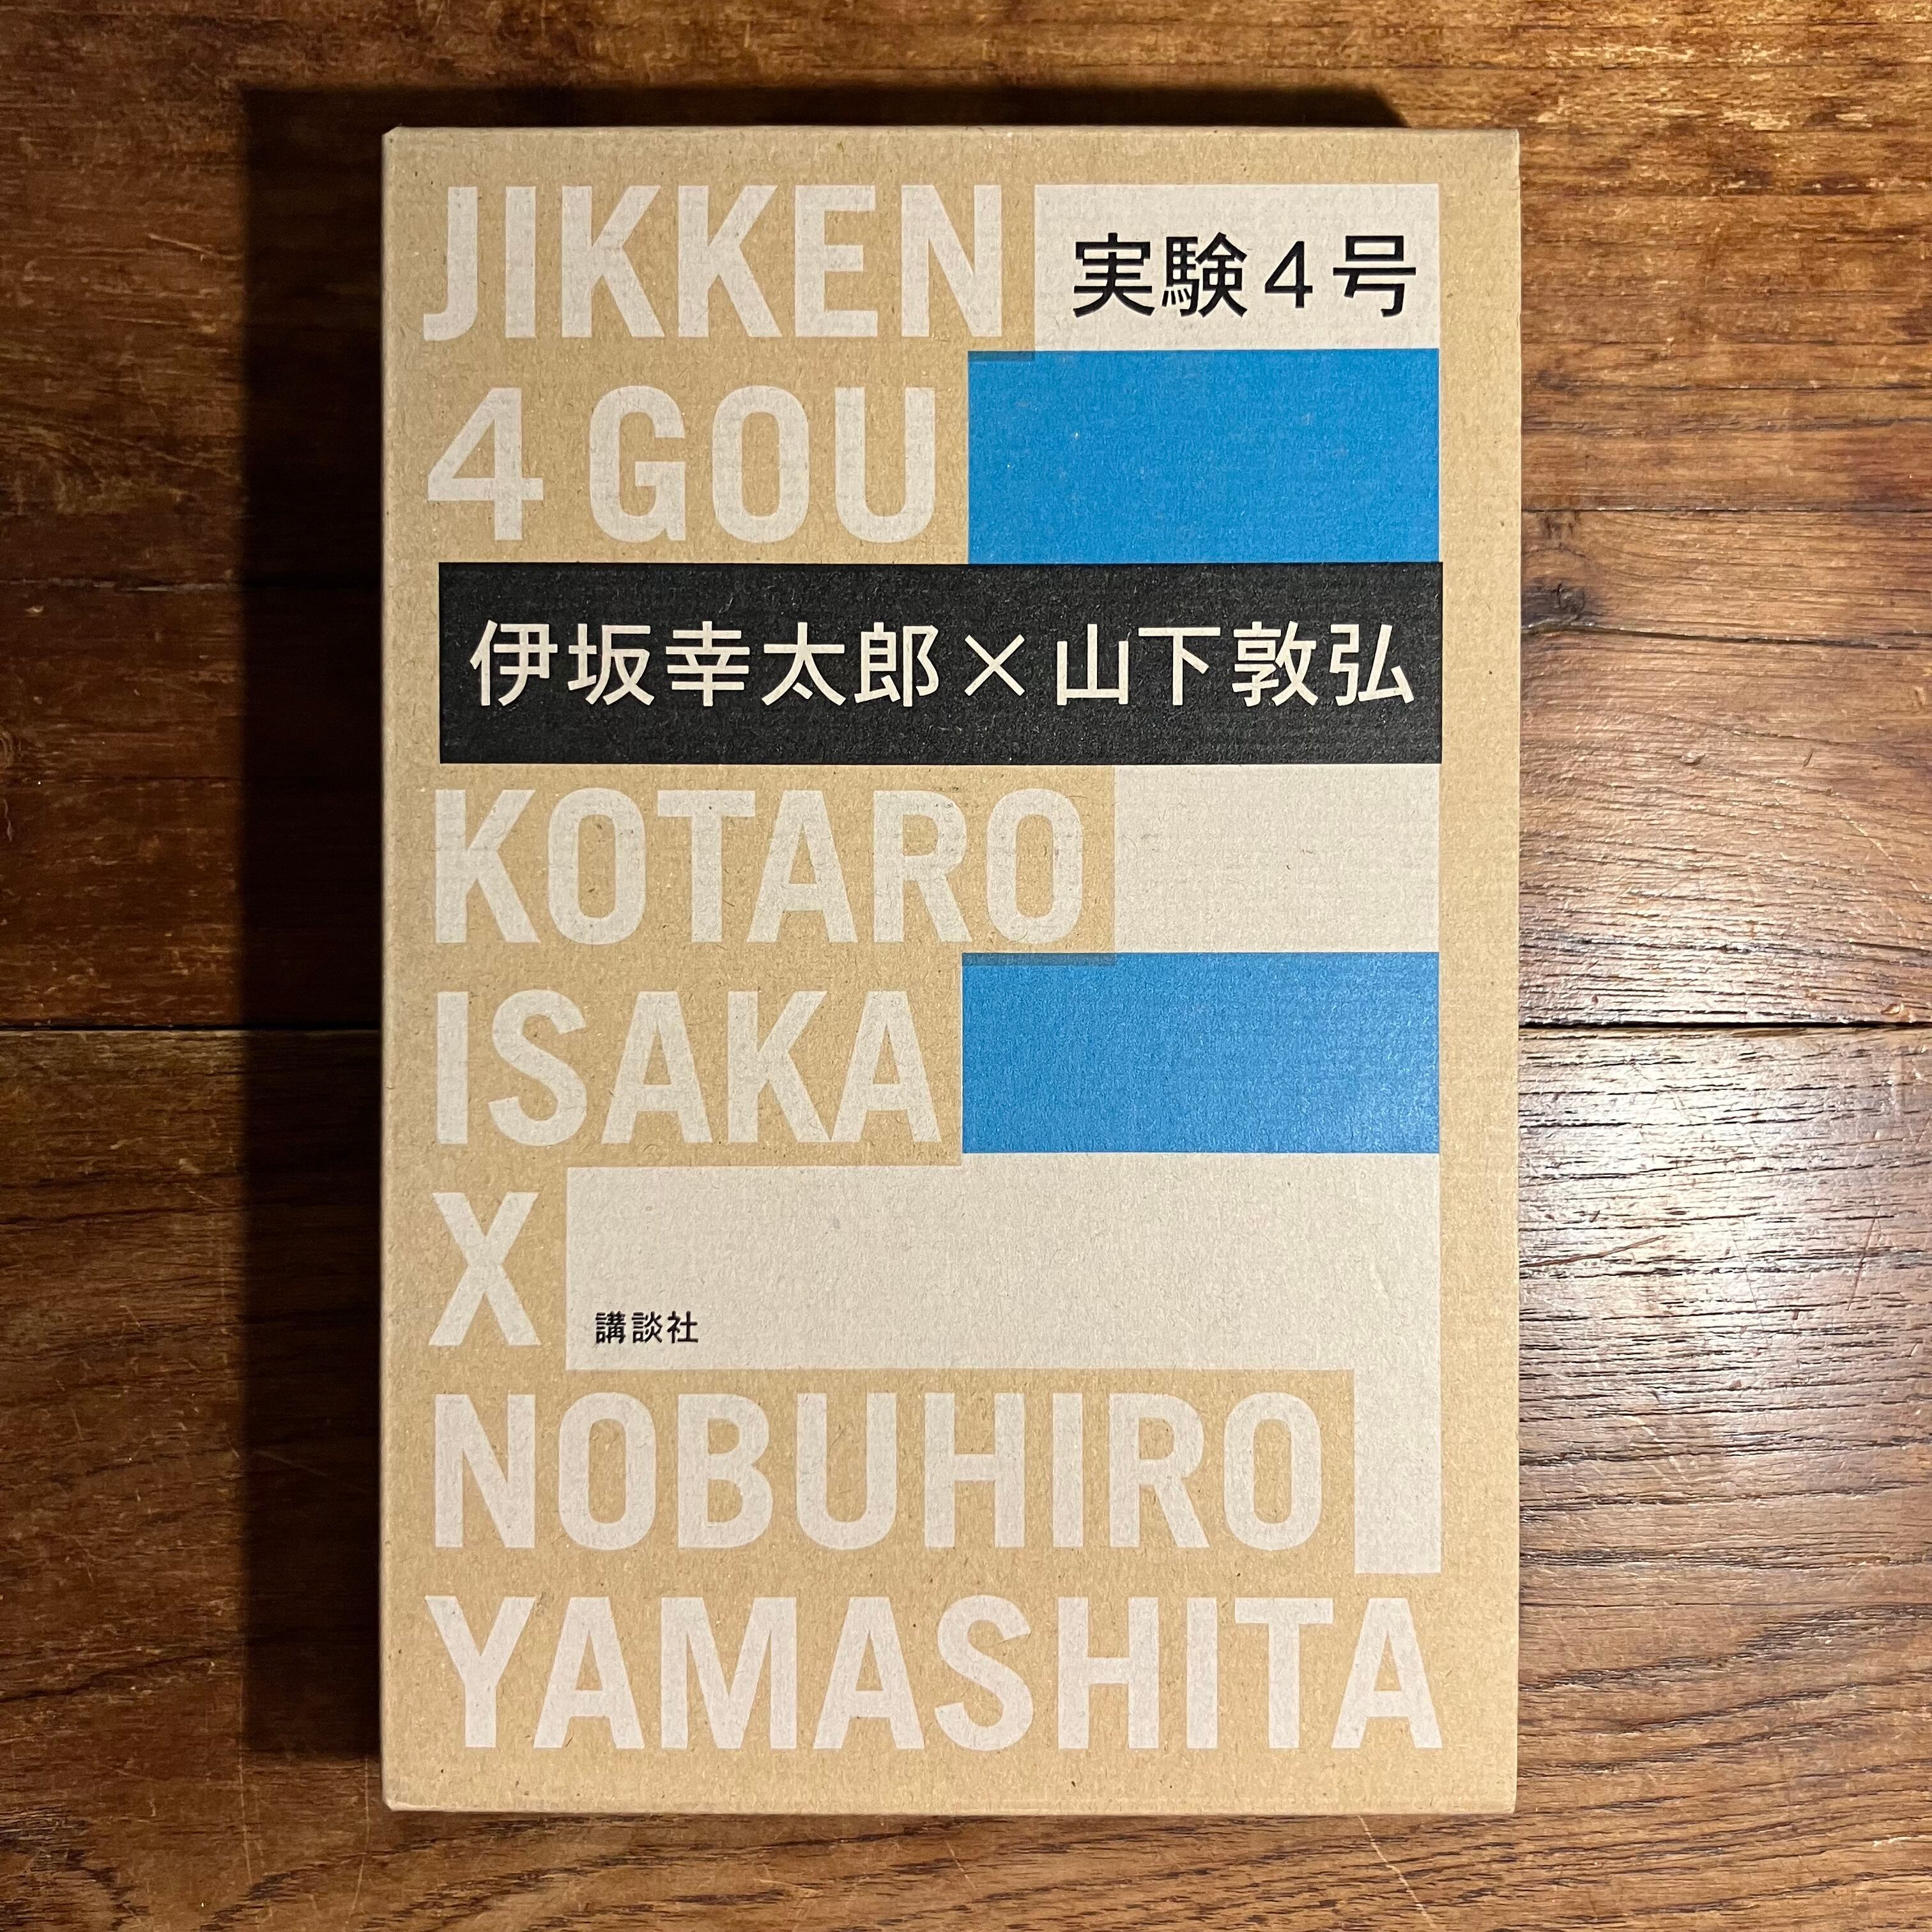 JIKKEN
実験4号
4 GOU
伊坂幸太郎×山下敦弘
KOTARO
ISAKA
X
講談社
NOBUHIRO
YAMASHITA